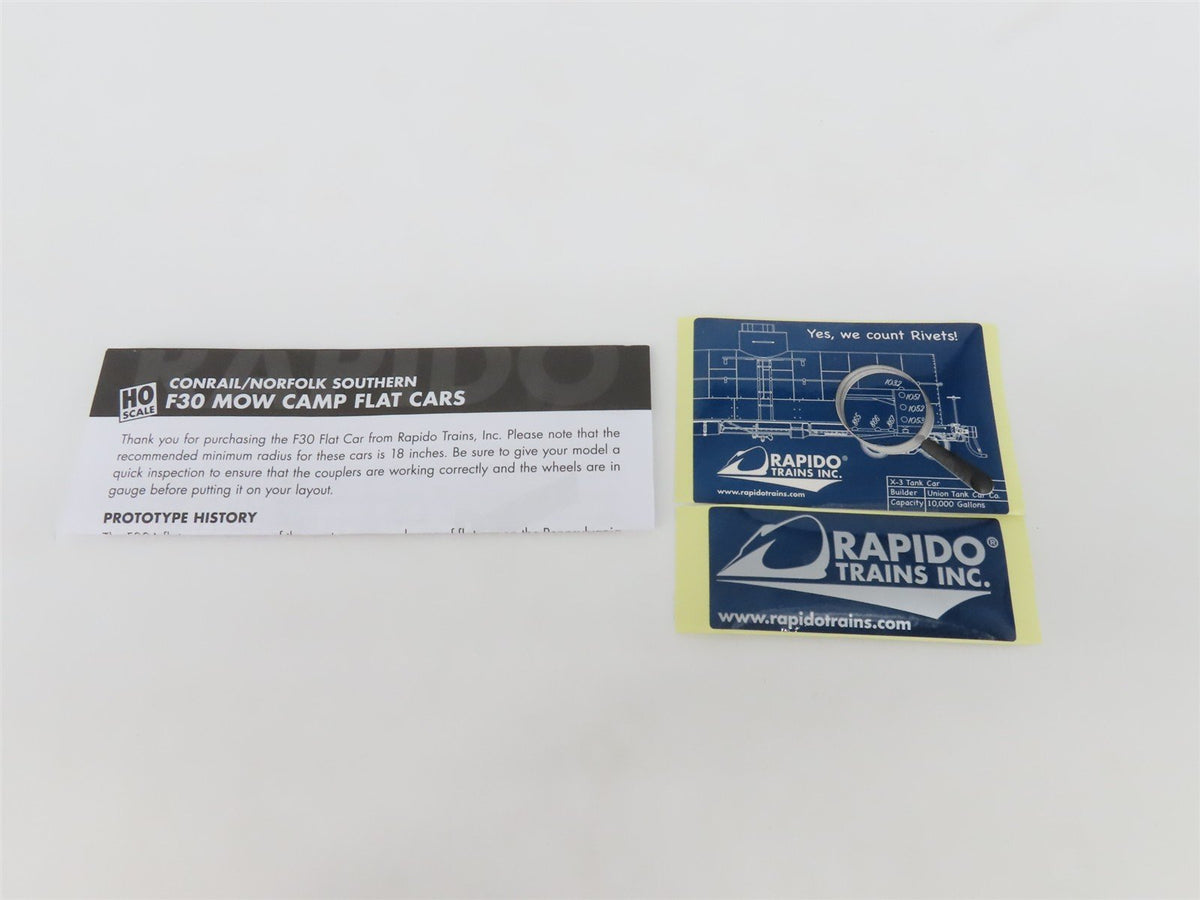 RAPIDO
HO
SCALE
CONRAIL/NORFOLK SOUTHERN
F30 MOW CAMP FLAT CARS
Thank you for purchasing the F30 Flat Car from Rapido Trains, Inc. Please note that the
recommended minimum radius for these cars is 18 inches. Be sure to give your model a
quick inspection to ensure that the couplers are working correctly and the wheels are in
gauge before putting it on your layout.
PROTOTYPE HISTORY
Yes, we count Rivets!
1032
1051
1052
1053
RAPIDO®
TRAINS INC.
www.rapidotrains.com
X-3 Tank Car
Builder Union Tank Car Co.
Capacity 10,000 Gallons
RAPIDO®
TRAINS INC.
www.rapidotrains.com